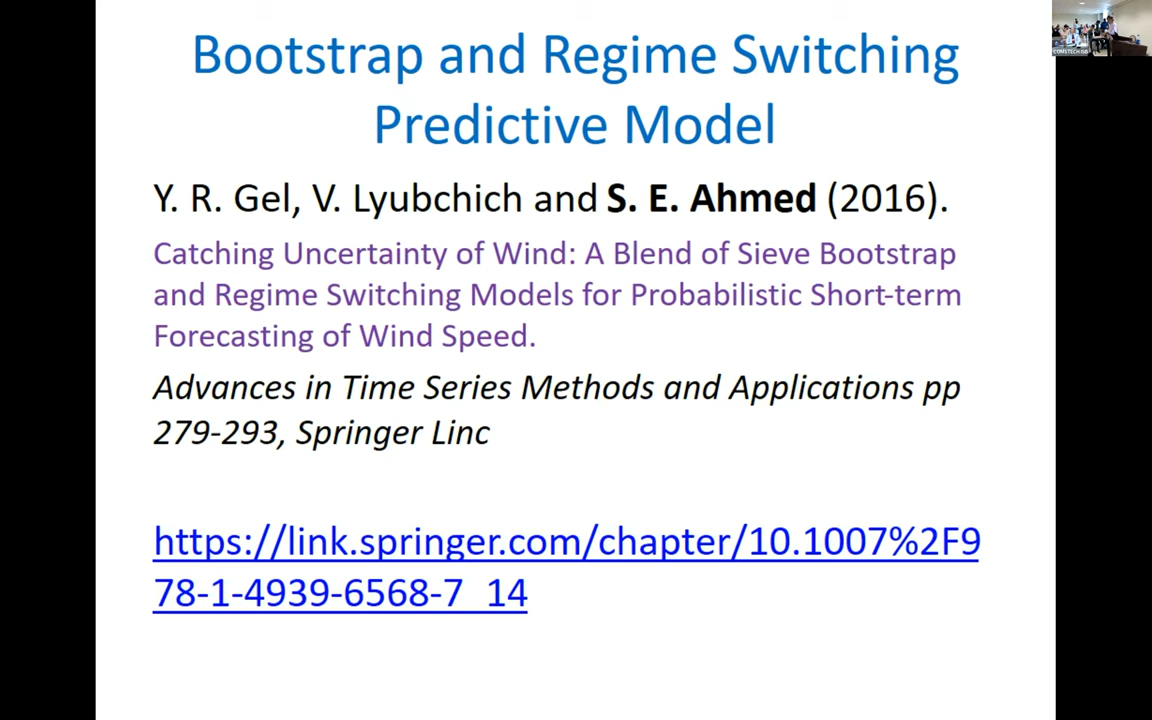 Bootstrap and Regime Switching
Predictive Model
Y. R. Gel, V. Lyubchich and S. E. Ahmed (2016).
Catching Uncertainty of Wind: A Blend of Sieve Bootstrap
and Regime Switching Models for Probabilistic Short-term
Forecasting of Wind Speed.
Advances in Time Series Methods and Applications pp
279-293, Springer Linc
https://link.springer.com/chapter/10.1007%2F9
78-1-4939-6568-7_14